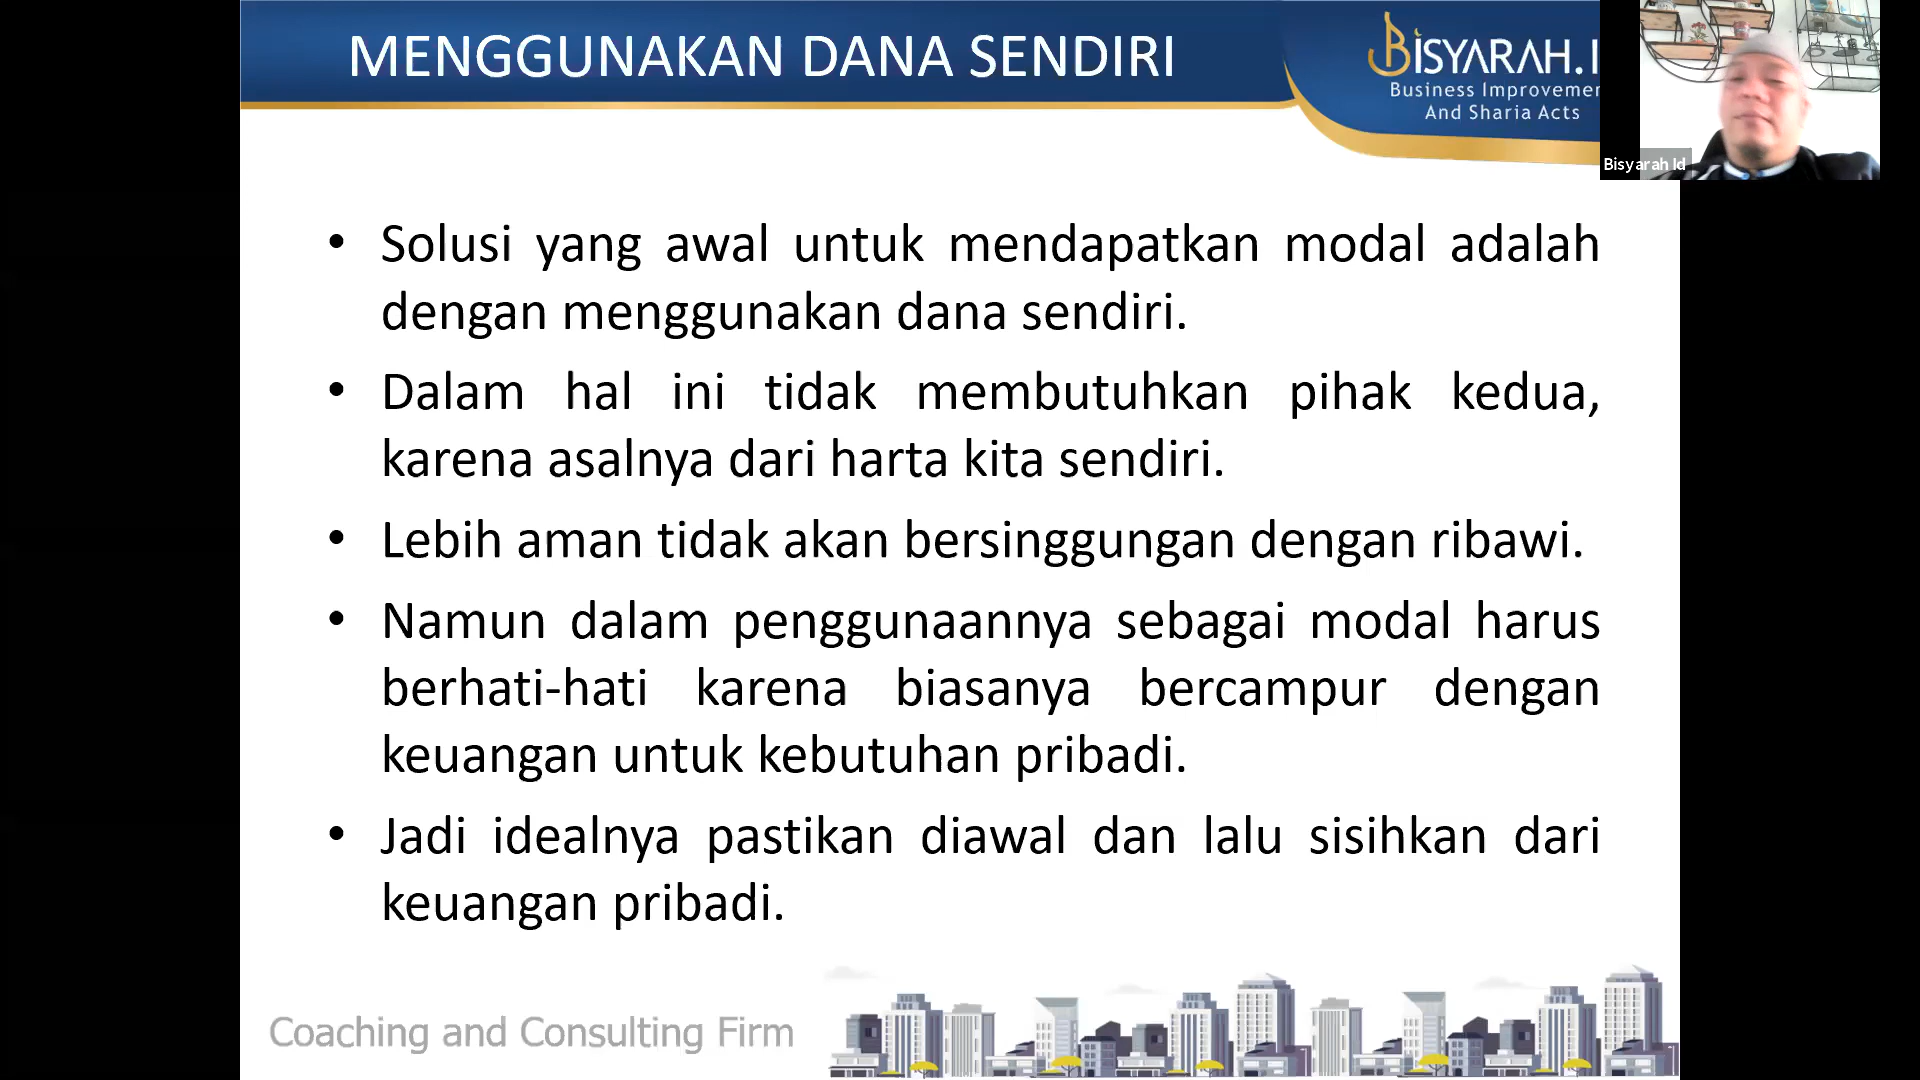 MENGGUNAKAN DANA SENDIRI
BISYARAH.I
Business Improvemen
And Sharia Acts
Bisyarah Id
• Solusi yang awal untuk mendapatkan modal adalah
dengan menggunakan dana sendiri.
• Dalam hal ini tidak membutuhkan pihak kedua,
karena asalnya dari harta kita sendiri.
• Lebih aman tidak akan bersinggungan dengan ribawi.
• Namun dalam penggunaannya sebagai modal harus
berhati-hati karena biasanya bercampur dengan
keuangan untuk kebutuhan pribadi.
• Jadi idealnya pastikan diawal dan lalu sisihkan dari
keuangan pribadi.
Coaching and Consulting Firm